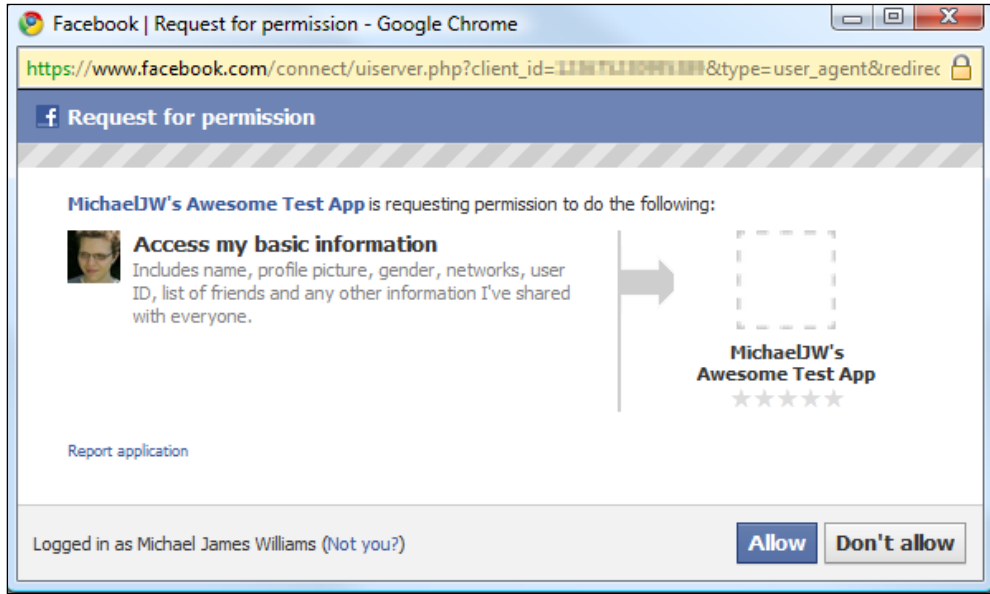 Facebook | Request for permission - Google Chrome
https://www.facebook.com/connect/uiserver.php?client_id= &type=user_agent&redirec
f Request for permission
MichaelJW's Awesome Test App is requesting permission to do the following:
Access my basic information
Includes name, profile picture, gender, networks, user
ID, list of friends and any other information I've shared
with everyone.
MichaelJW's
Awesome Test App
Report application
Logged in as Michael James Williams (Not you?)
Allow
Don't allow